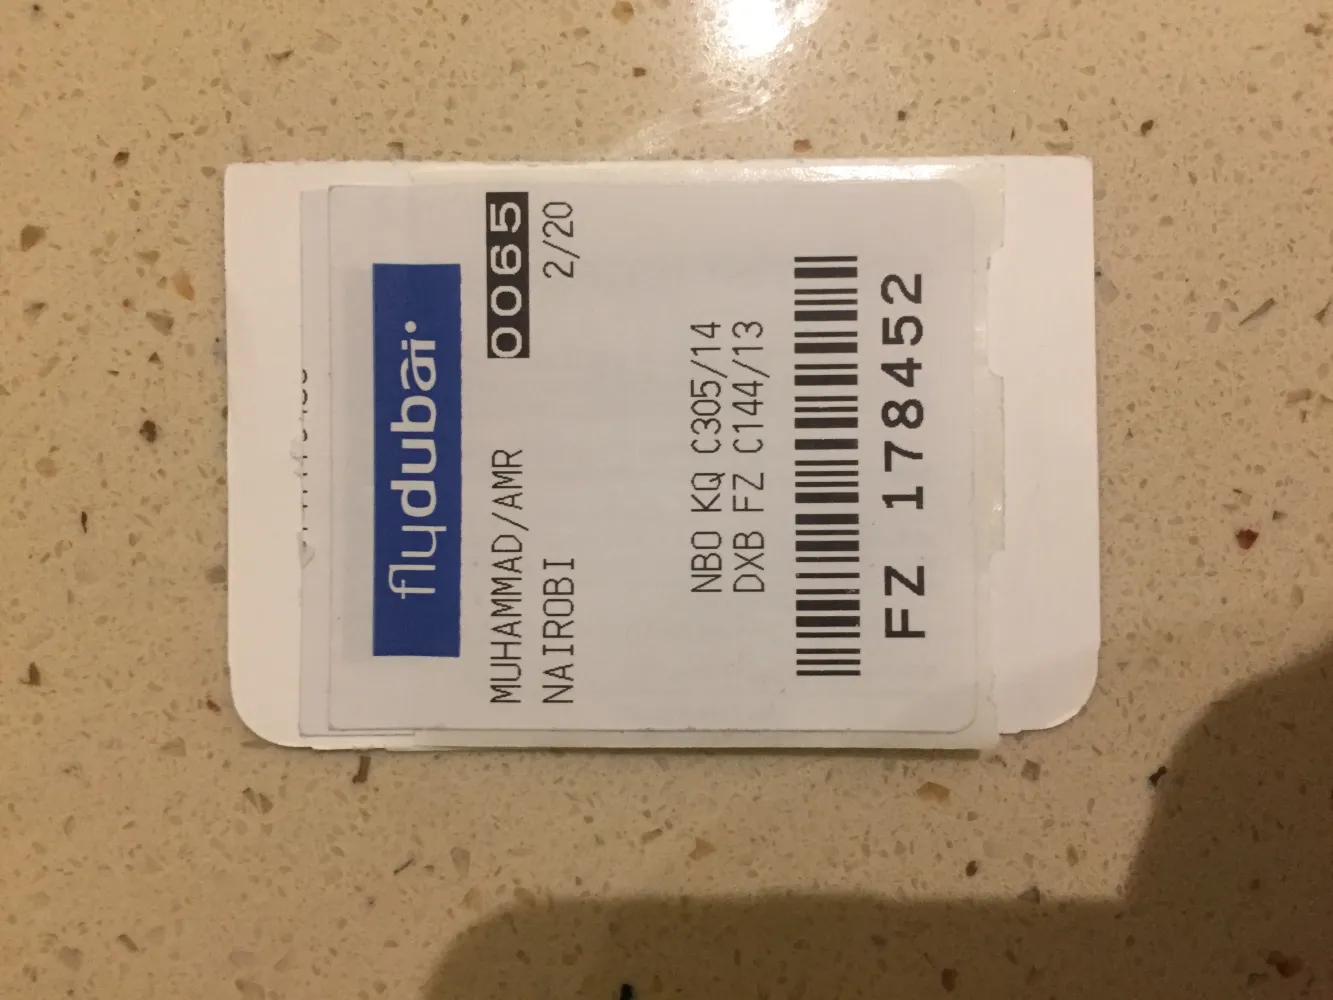 flydubai
MUHAMMAD/AMR 0065
NAIROBI 2/20
NBO KQ C305/14
DXB FZ C144/13
FZ 178452